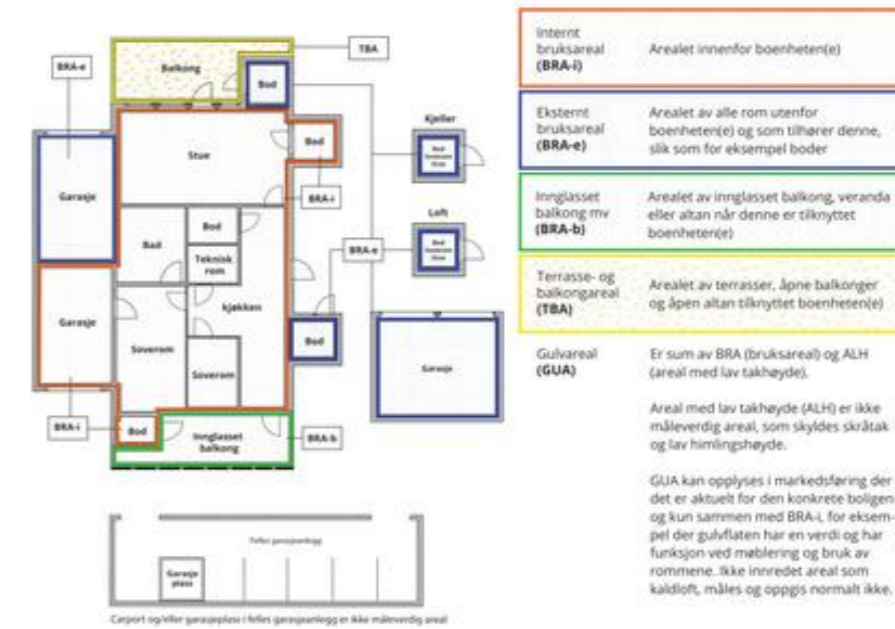 TBA
BRA-e
Balkong
Bod
Kjeller
Stue
Bod
Bod
Garasje
BRA-i
Loft
Bad
Bod
BRA-e
Teknisk
rom
Bod
kjøkken
Garasje
Soverom
Bod
Garasje
Soverom
BRA-i
Bod
Innglasset
balkong
BRA-b
Felles garasjeanlegg
Garasje
plass
Carport og/eller garasjeplass i felles garasjeanlegg er ikke måleverdig areal
Internt
bruksareal
(BRA-i)
Arealet innenfor boenheten(e)
Eksternt
bruksareal
(BRA-e)
Arealet av alle rom utenfor
boenheten(e) og som tilhører denne,
slik som for eksempel boder
Innglasset
balkong mv
(BRA-b)
Arealet av innglasset balkong, veranda
eller altan når denne er tilknyttet
boenheten(e)
Terrasse- og
balkongareal
(TBA)
Arealet av terrasser, åpne balkonger
og åpen altan tilknyttet boenheten(e)
Gulvareal
(GUA)
Er sum av BRA (bruksareal) og ALH
(areal med lav takhøyde).
Areal med lav takhøyde (ALH) er ikke
måleverdig areal, som skyldes skråtak
og lav himlingshøyde.
GUA kan opplyses i markedsføring der
det er aktuelt for den konkrete boligen
og kun sammen med BRA-i, for eksem-
pel der gulvflaten har en verdi og har
funksjon ved møblering og bruk av
rommene. Ikke innredet areal som
kaldloft, måles og oppgis normalt ikke.